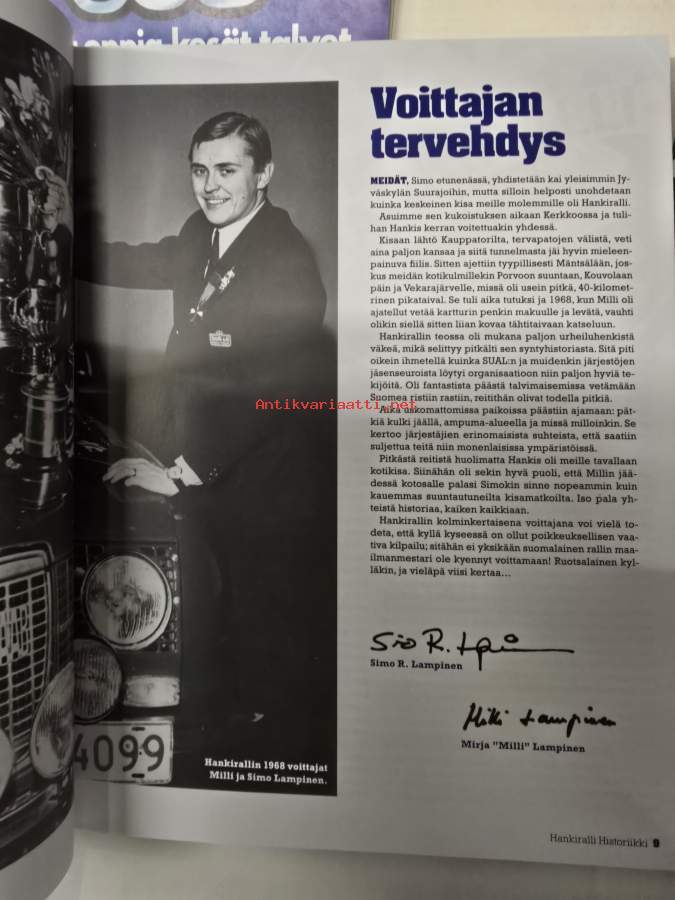 oppia kesät talvet
Voittajan
tervehdys
MEIDÄT, Simo etunenässä, yhdistetään kai yleisimmin Jy-
väskylän Suurajoihin, mutta silloin helposti unohdetaan
kuinka keskeinen kisa meille molemmille oli Hankiralli.
Asuimme sen kukoistuksen aikaan Kerkkoossa ja tuli-
han Hankis kerran voitettuakin yhdessä.
Kisaan lähtö Kauppatorilta, tervapatojen välistä, veti
aina paljon kansaa ja siitä tunnelmasta jäi hyvin mieleen-
painuva fiilis. Sitten ajettiin tyypillisesti Mäntsälään, jos-
kus meidän kotikulmillekin Porvoon suuntaan, Kouvolaan
päin ja Vekarajärvelle, missä oli usein pitkä, 40-kilomet-
rinen pikataival. Se tuli aika tutuksi ja 1968, kun Milli oli
ajatellut vetää kartturin penkin makuulle ja levätä, vauhti
olikin siellä sitten liian kovaa tähtitaivaan katseluun.
Hankirallin teossa oli mukana paljon urheiluhenkistä
väkeä, mikä selittyy pitkälti sen syntyhistoriasta. Sitä piti
oikein ihmetellä kuinka SUAL:n ja muidenkin järjestöjen
jäsenseuroista löytyi organisaatioon niin paljon hyviä te-
kijöitä. Oli fantastista päästä talvimaisemissa vetämään
Suomea ristiin rastiin, reitithän olivat todella pitkiä.
Antikvariaatti.net
Aika uskomattomissa paikoissa päästiin ajamaan: pät-
kiä kulki jäällä, ampuma-alueella ja missä milloinkin. Se
kertoo järjestäjien erinomaisista suhteista, että saatiin
suljettua teitä niin monenlaisissa ympäristöissä.
Pitkästä reitistä huolimatta Hankis oli meille tavallaan
kotikisa. Siinähän oli sekin hyvä puoli, että Millin jää-
dessä kotosalle palasi Simokin sinne nopeammin kuin
kauemmas suuntautuneilta kisamatkoilta. Iso pala yh-
teistä historiaa, kaiken kaikkiaan.
Hankirallin kolminkertaisena voittajana voi vielä to-
deta, että kyllä kyseessä on ollut poikkeuksellisen vaa-
tiva kilpailu; sitähän ei yksikään suomalainen rallin maa-
ilmanmestari ole kyennyt voittamaan! Ruotsalainen kyl-
läkin, ja vieläpä viisi kertaa...
Simo R. Lampinen
Mirja "Milli" Lampinen
4099
Hankirallin 1968 voittajat
Milli ja Simo Lampinen.
Hankiralli Historiikki 9